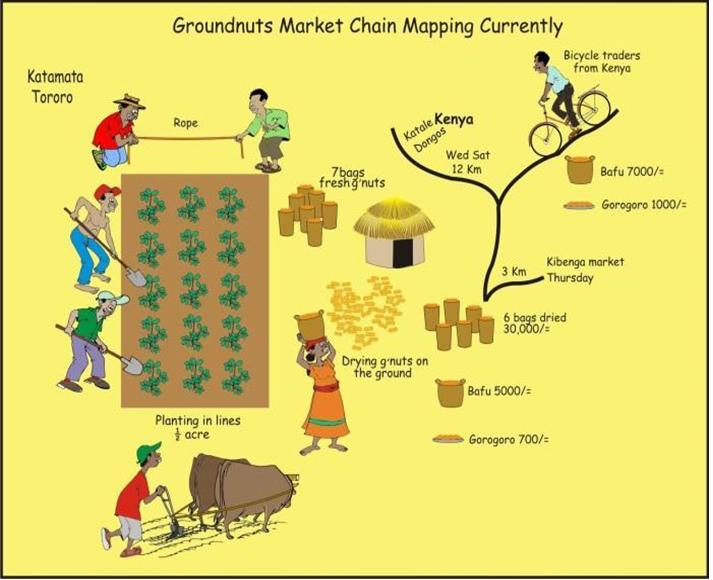 Groundnuts Market Chain Mapping Currently
Katamata
Tororo
Rope
Bicycle traders
from Kenya
Kenya
Katale
Dongos
Wed Sat
12 Km
Bafu 7000/=
Gorogoro 1000/=
7bags
fresh g'nuts
3 Km
Kibenga market
Thursday
6 bags dried
30,000/=
Drying g'nuts on
the ground
Bafu 5000/=
Gorogoro 700/=
Planting in lines
½ acre